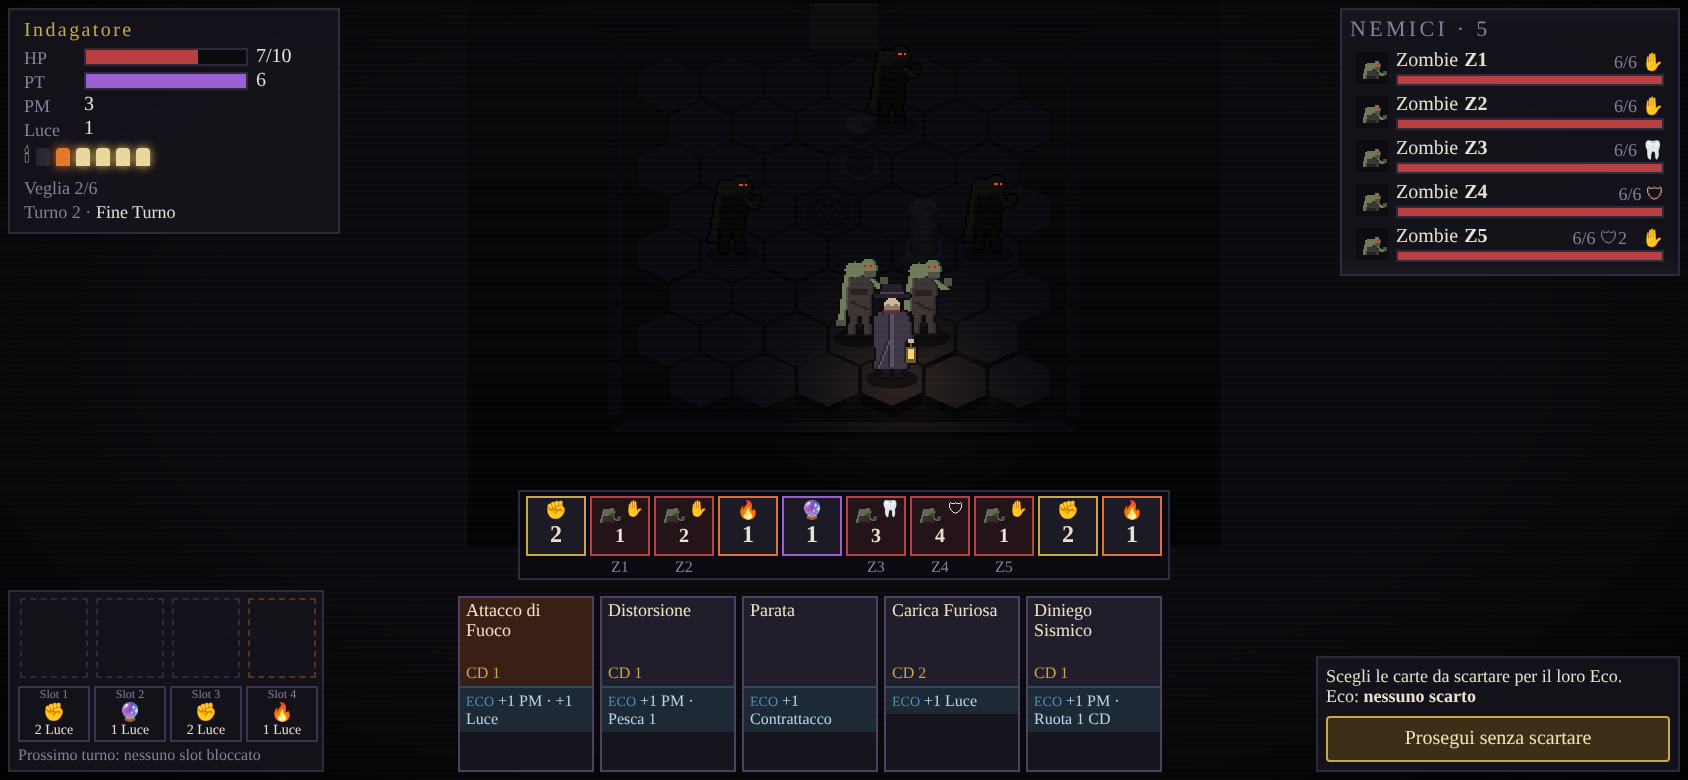 Indagatore
HP 7/10
PT 6
PM 3
Luce 1
Veglia 2/6
Turno 2 · Fine Turno
NEMICI · 5
Zombie Z1 6/6
Zombie Z2 6/6
Zombie Z3 6/6
Zombie Z4 6/6
Zombie Z5 6/6 2
2 1 2 1 1 3 4 1 2 1
Z1 Z2 Z3 Z4 Z5
Slot 1 Slot 2 Slot 3 Slot 4
2 Luce 1 Luce 2 Luce 1 Luce
Prossimo turno: nessuno slot bloccato
Attacco di
Fuoco
CD 1
ECO +1 PM · +1
Luce
Distorsione
CD 1
ECO +1 PM ·
Pesca 1
Parata
ECO +1
Contrattacco
Carica Furiosa
CD 2
ECO +1 Luce
Diniego
Sismico
CD 1
ECO +1 PM ·
Ruota 1 CD
Scegli le carte da scartare per il loro Eco.
Eco: nessuno scarto
Prosegui senza scartare